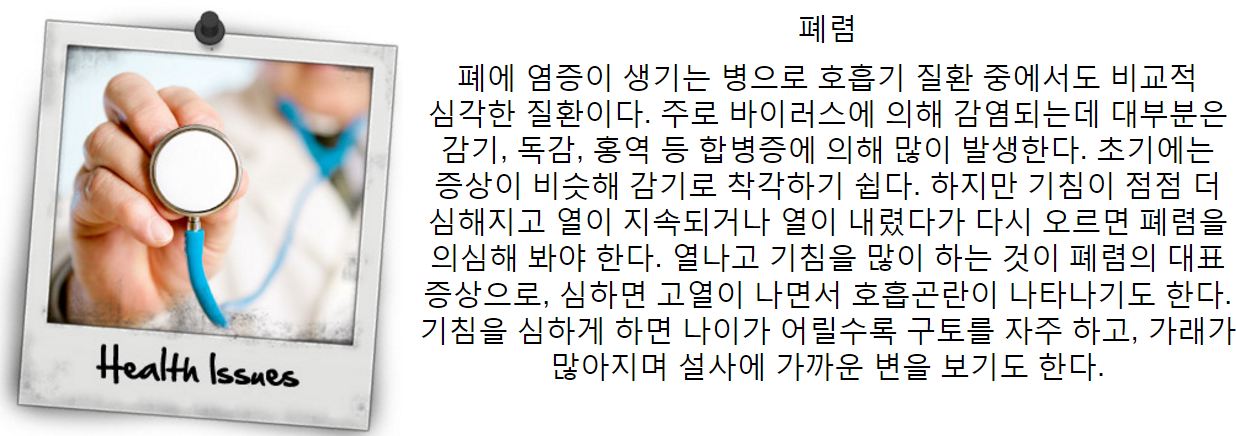 폐렴
폐에 염증이 생기는 병으로 호흡기 질환 중에서도 비교적
심각한 질환이다. 주로 바이러스에 의해 감염되는데 대부분은
감기, 독감, 홍역 등 합병증에 의해 많이 발생한다. 초기에는
증상이 비슷해 감기로 착각하기 쉽다. 하지만 기침이 점점 더
심해지고 열이 지속되거나 열이 내렸다가 다시 오르면 폐렴을
의심해 봐야 한다. 열나고 기침을 많이 하는 것이 폐렴의 대표
증상으로, 심하면 고열이 나면서 호흡곤란이 나타나기도 한다.
기침을 심하게 하면 나이가 어릴수록 구토를 자주 하고, 가래가
많아지며 설사에 가까운 변을 보기도 한다.
Health Issues